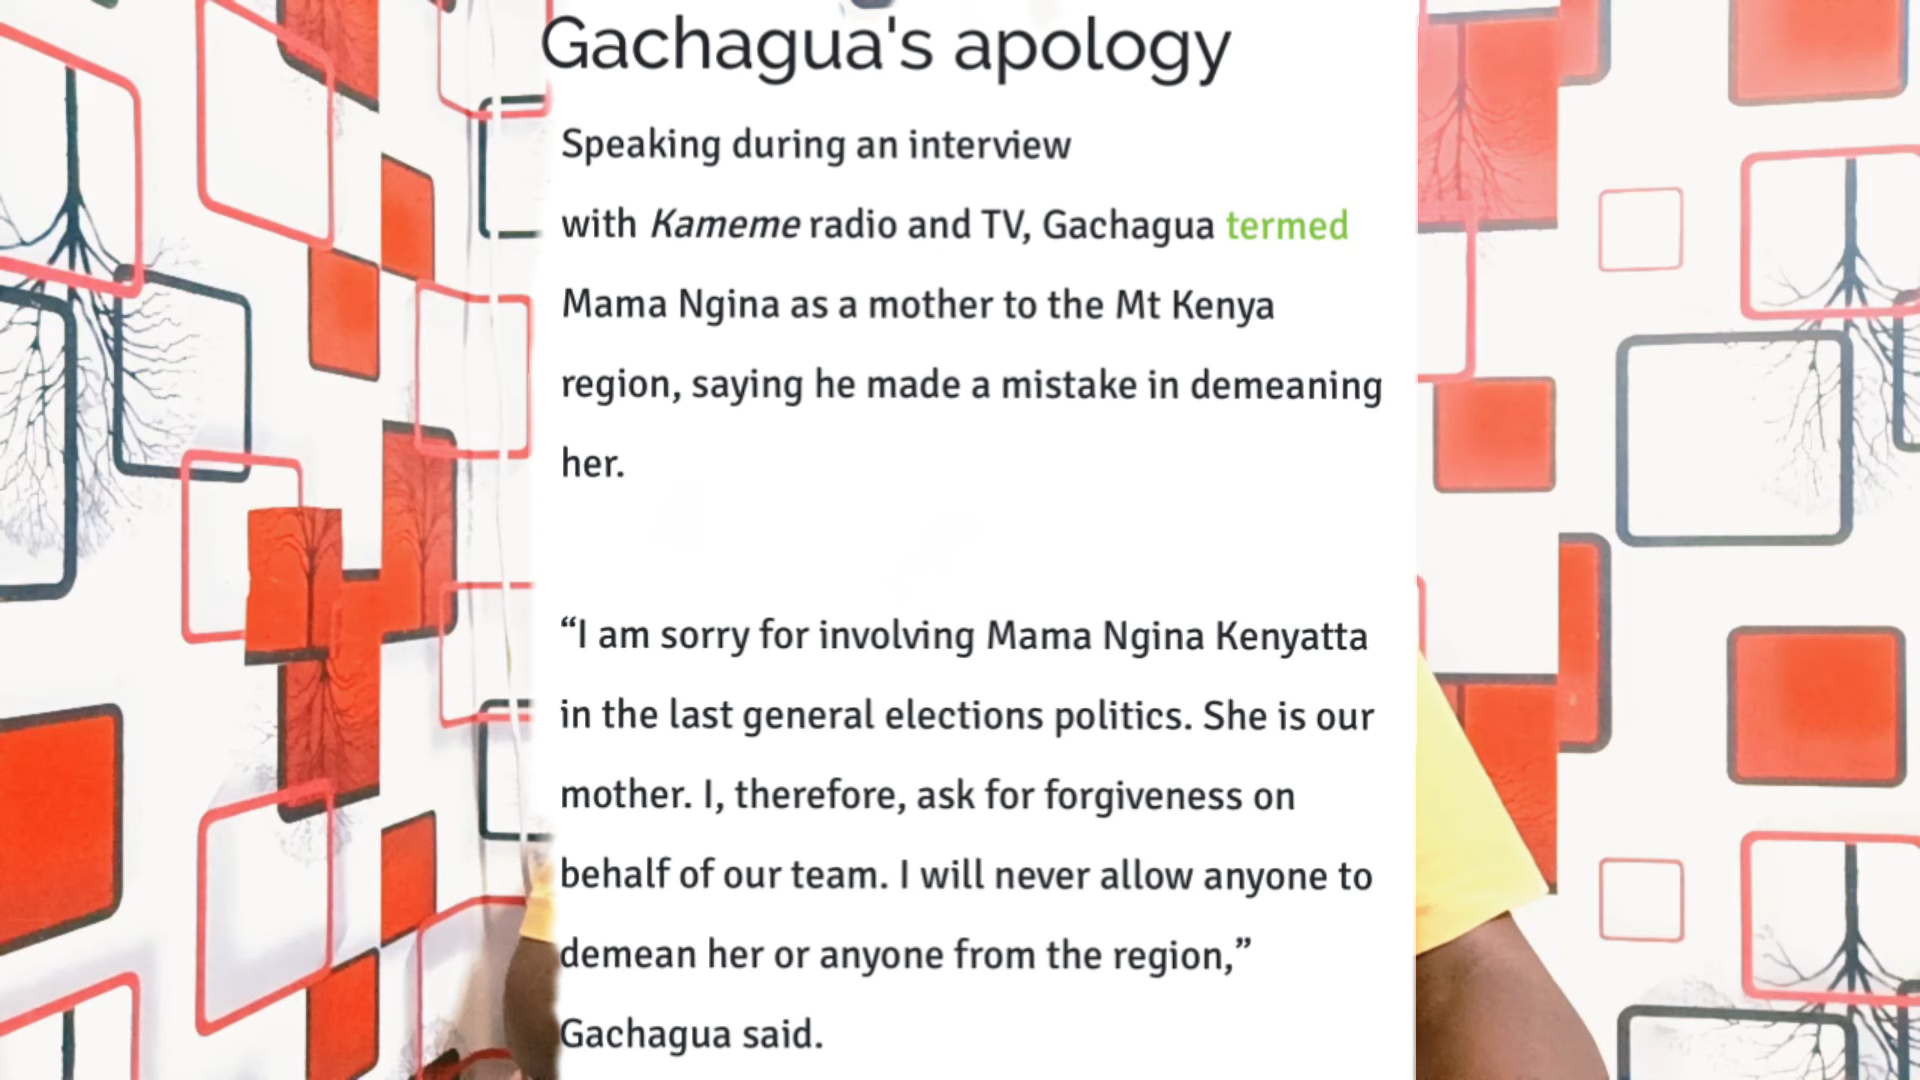 Gachagua's apology
Speaking during an interview
with Kameme radio and TV, Gachagua termed
Mama Ngina as a mother to the Mt Kenya
region, saying he made a mistake in demeaning
her.
“I am sorry for involving Mama Ngina Kenyatta
in the last general elections politics. She is our
mother. I, therefore, ask for forgiveness on
behalf of our team. I will never allow anyone to
demean her or anyone from the region,”
Gachagua said.